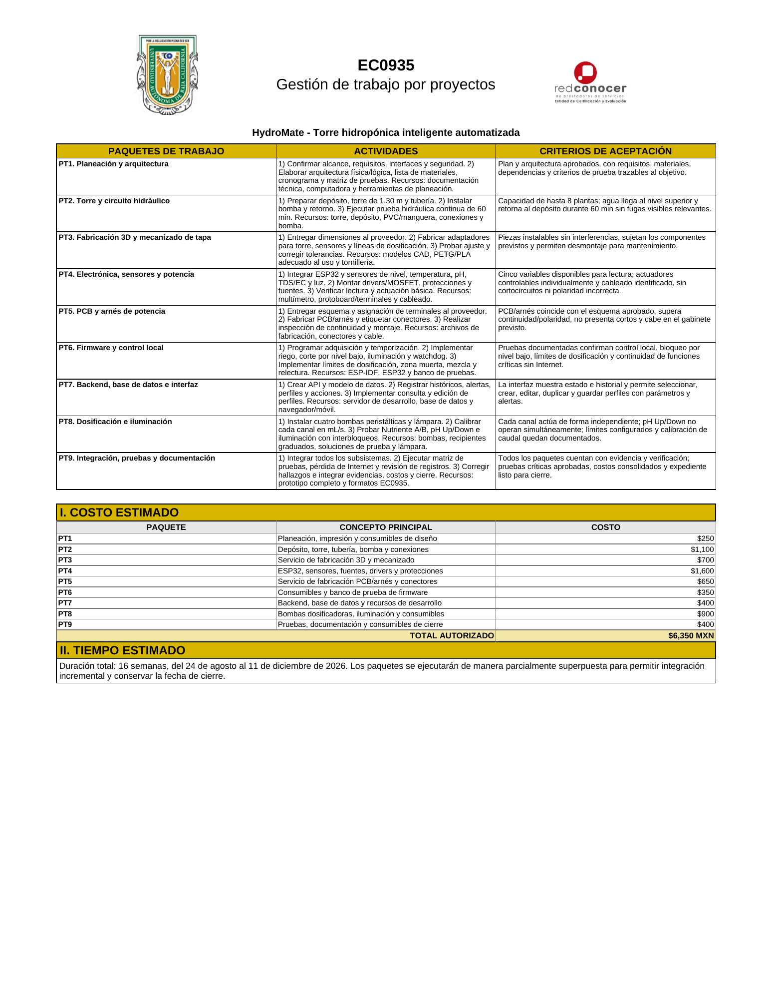 POR LA REALIZACIÓN PLENA DEL SER
UNIVERSIDAD AUTÓNOMA DE BAJA CALIFORNIA
EC0935
Gestión de trabajo por proyectos
redconocer
de prestadores de servicios
Entidad de Certificación y Evaluación
HydroMate - Torre hidropónica inteligente automatizada
PAQUETES DE TRABAJO ACTIVIDADES CRITERIOS DE ACEPTACIÓN
PT1. Planeación y arquitectura
1) Confirmar alcance, requisitos, interfaces y seguridad. 2)
Elaborar arquitectura física/lógica, lista de materiales,
cronograma y matriz de pruebas. Recursos: documentación
técnica, computadora y herramientas de planeación.
Plan y arquitectura aprobados, con requisitos, materiales,
dependencias y criterios de prueba trazables al objetivo.
PT2. Torre y circuito hidráulico
1) Preparar depósito, torre de 1.30 m y tubería. 2) Instalar
bomba y retorno. 3) Ejecutar prueba hidráulica continua de 60
min. Recursos: torre, depósito, PVC/manguera, conexiones y
bomba.
Capacidad de hasta 8 plantas; agua llega al nivel superior y
retorna al depósito durante 60 min sin fugas visibles relevantes.
PT3. Fabricación 3D y mecanizado de tapa
1) Entregar dimensiones al proveedor. 2) Fabricar adaptadores
para torre, sensores y líneas de dosificación. 3) Probar ajuste y
corregir tolerancias. Recursos: modelos CAD, PETG/PLA
adecuado al uso y tornillería.
Piezas instalables sin interferencias, sujetan los componentes
previstos y permiten desmontaje para mantenimiento.
PT4. Electrónica, sensores y potencia
1) Integrar ESP32 y sensores de nivel, temperatura, pH,
TDS/EC y luz. 2) Montar drivers/MOSFET, protecciones y
fuentes. 3) Verificar lectura y actuación básica. Recursos:
multímetro, protoboard/terminales y cableado.
Cinco variables disponibles para lectura; actuadores
controlables individualmente y cableado identificado, sin
cortocircuitos ni polaridad incorrecta.
PT5. PCB y arnés de potencia
1) Entregar esquema y asignación de terminales al proveedor.
2) Fabricar PCB/arnés y etiquetar conectores. 3) Realizar
inspección de continuidad y montaje. Recursos: archivos de
fabricación, conectores y cable.
PCB/arnés coincide con el esquema aprobado, supera
continuidad/polaridad, no presenta cortos y cabe en el gabinete
previsto.
PT6. Firmware y control local
1) Programar adquisición y temporización. 2) Implementar
riego, corte por nivel bajo, iluminación y watchdog. 3)
Implementar límites de dosificación, zona muerta, mezcla y
relectura. Recursos: ESP-IDF, ESP32 y banco de pruebas.
Pruebas documentadas confirman control local, bloqueo por
nivel bajo, límites de dosificación y continuidad de funciones
críticas sin Internet.
PT7. Backend, base de datos e interfaz
1) Crear API y modelo de datos. 2) Registrar históricos, alertas,
perfiles y acciones. 3) Implementar consulta y edición de
perfiles. Recursos: servidor de desarrollo, base de datos y
navegador/móvil.
La interfaz muestra estado e historial y permite seleccionar,
crear, editar, duplicar y guardar perfiles con parámetros y
alertas.
PT8. Dosificación e iluminación
1) Instalar cuatro bombas peristálticas y lámpara. 2) Calibrar
cada canal en mL/s. 3) Probar Nutriente A/B, pH Up/Down e
iluminación con interbloqueos. Recursos: bombas, recipientes
graduados, soluciones de prueba y lámpara.
Cada canal actúa de forma independiente; pH Up/Down no
operan simultáneamente; límites configurados y calibración de
caudal quedan documentados.
PT9. Integración, pruebas y documentación
1) Integrar todos los subsistemas. 2) Ejecutar matriz de
pruebas, pérdida de Internet y revisión de registros. 3) Corregir
hallazgos e integrar evidencias, costos y cierre. Recursos:
prototipo completo y formatos EC0935.
Todos los paquetes cuentan con evidencia y verificación;
pruebas críticas aprobadas, costos consolidados y expediente
listo para cierre.
I. COSTO ESTIMADO
PAQUETE CONCEPTO PRINCIPAL COSTO
PT1 Planeación, impresión y consumibles de diseño $250
PT2 Depósito, torre, tubería, bomba y conexiones $1,100
PT3 Servicio de fabricación 3D y mecanizado $700
PT4 ESP32, sensores, fuentes, drivers y protecciones $1,600
PT5 Servicio de fabricación PCB/arnés y conectores $650
PT6 Consumibles y banco de prueba de firmware $350
PT7 Backend, base de datos y recursos de desarrollo $400
PT8 Bombas dosificadoras, iluminación y consumibles $900
PT9 Pruebas, documentación y consumibles de cierre $400
TOTAL AUTORIZADO $6,350 MXN
II. TIEMPO ESTIMADO
Duración total: 16 semanas, del 24 de agosto al 11 de diciembre de 2026. Los paquetes se ejecutarán de manera parcialmente superpuesta para permitir integración
incremental y conservar la fecha de cierre.